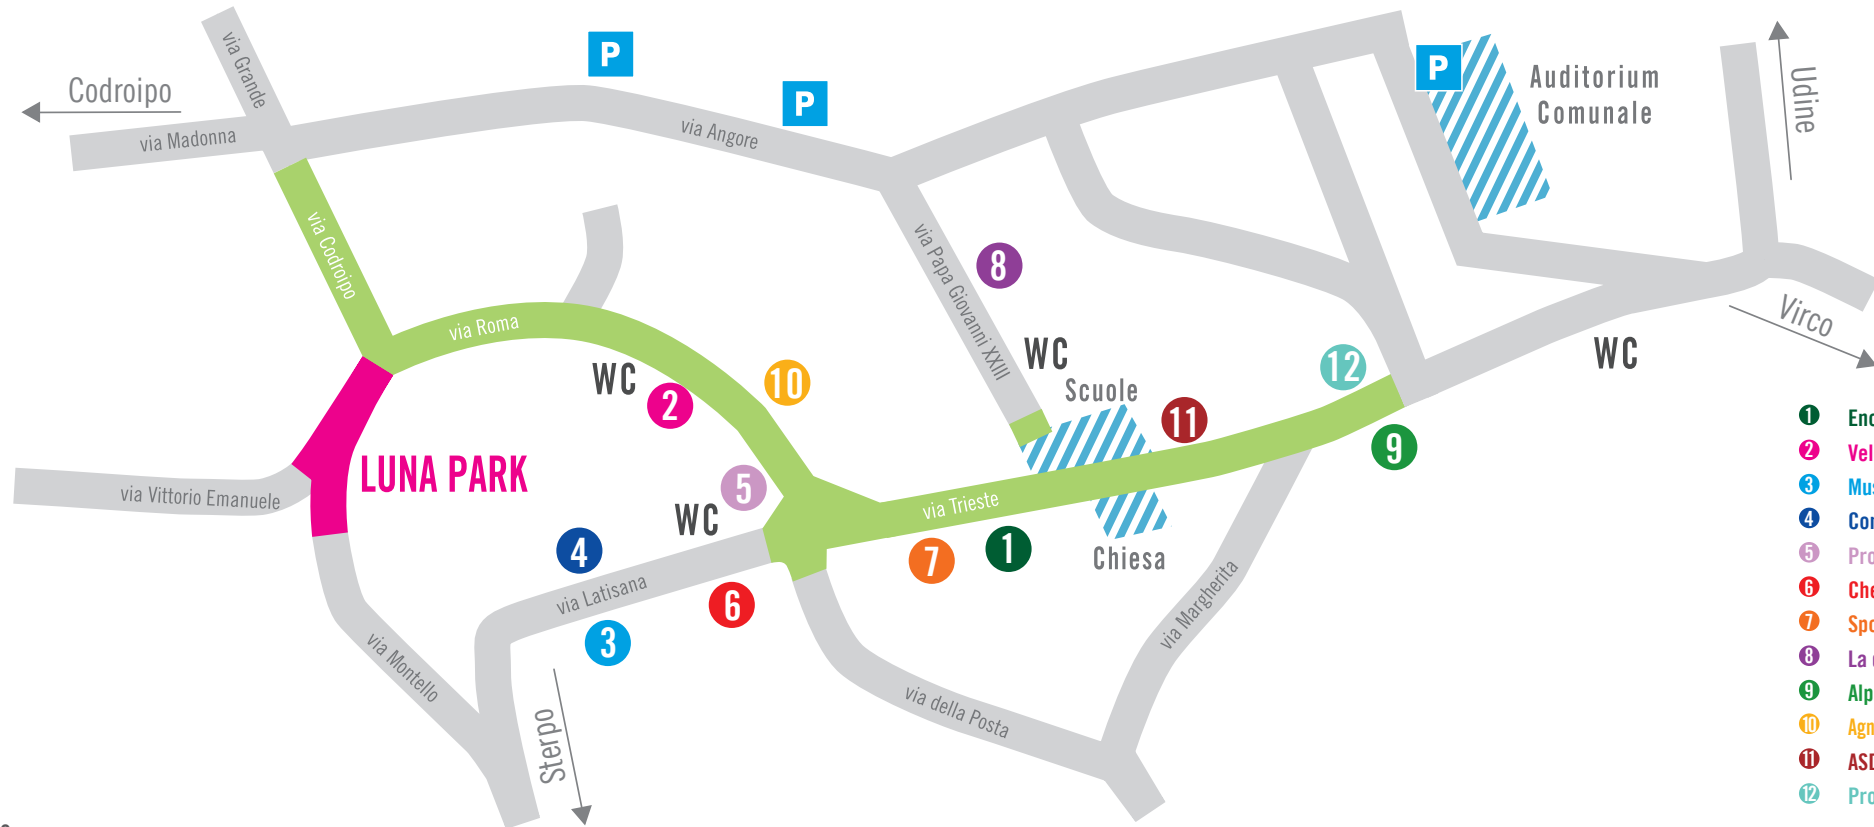 via Grande
Codroipo
via Madonna
P
P
via Angore
P
Auditorium
Comunale
Udine
via Codroipo
via Roma
via Papa Giovanni XXIII
8
Virco
WC
WC
WC
Scuole
12
10
2
11
9
LUNA PARK
via Vittorio Emanuele
5
WC
via Trieste
4
7
1
Chiesa
via Latisana
6
3
via Margherita
via Montello
via della Posta
Sterpo
1
2
3
4
5
6
7
8
9
10
11 ASD
12